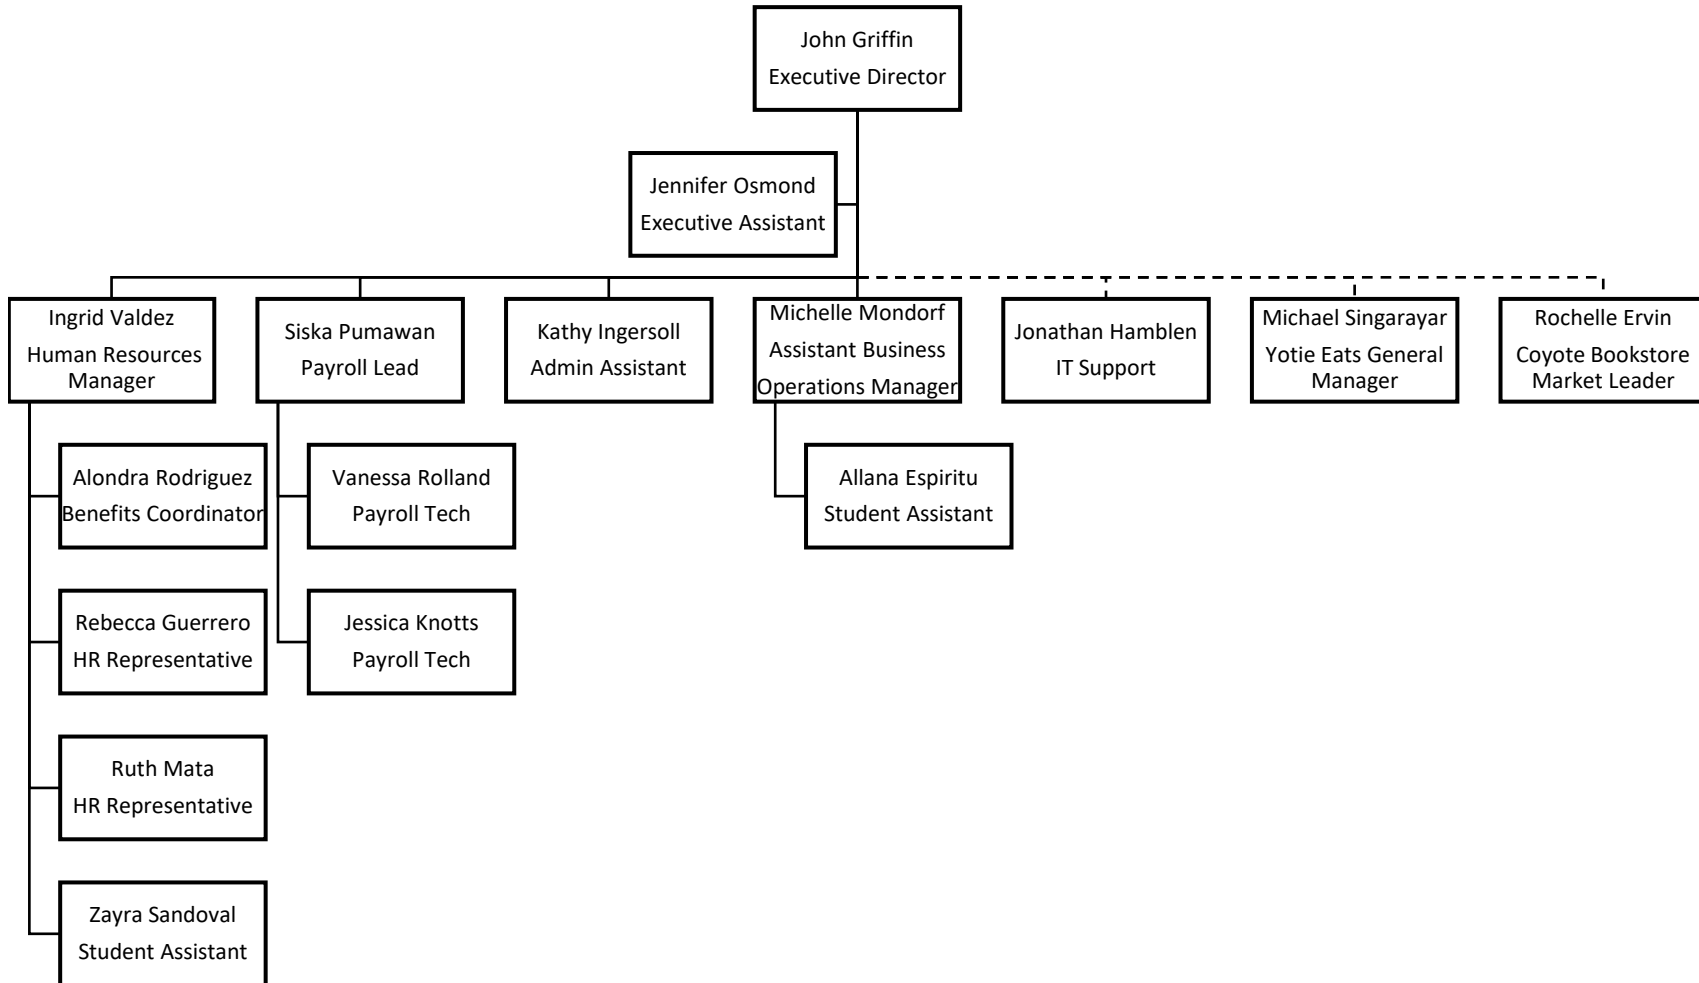 John Griffin
Executive Director
Jennifer Osmond
Executive Assistant
Ingrid Valdez
Human Resources
Manager
Siska Pumawan
Payroll Lead
Kathy Ingersoll
Admin Assistant
Michelle Mondorf
Assistant Business
Operations Manager
Jonathan Hamblen
IT Support
Michael Singarayar
Yotie Eats General
Manager
Rochelle Ervin
Coyote Bookstore
Market Leader
Alondra Rodriguez
Benefits Coordinator
Vanessa Rolland
Payroll Tech
Allana Espiritu
Student Assistant
Rebecca Guerrero
HR Representative
Jessica Knotts
Payroll Tech
Ruth Mata
HR Representative
Zayra Sandoval
Student Assistant